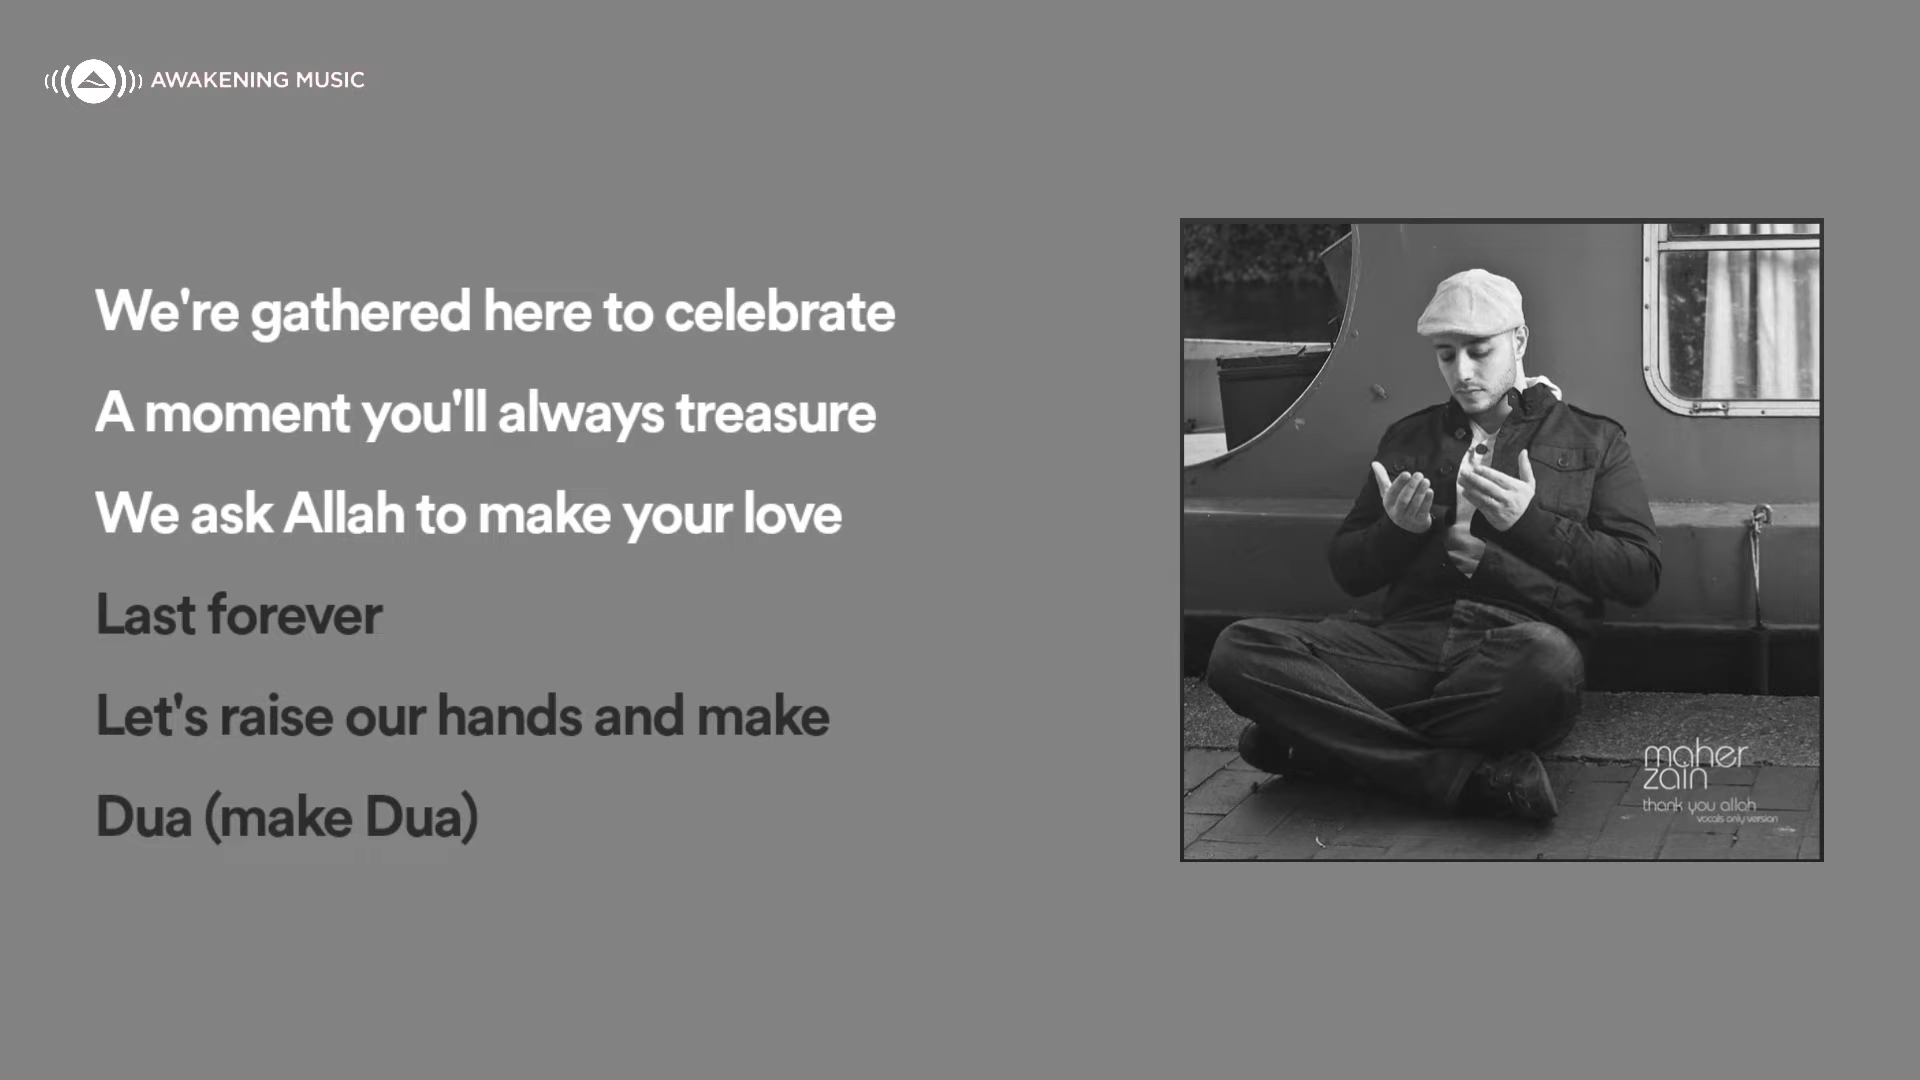 AWAKENING MUSIC
We're gathered here to celebrate
A moment you'll always treasure
We ask Allah to make your love
Last forever
Let's raise our hands and make
Dua (make Dua)
maher
zain
thank you allah
vocals only version